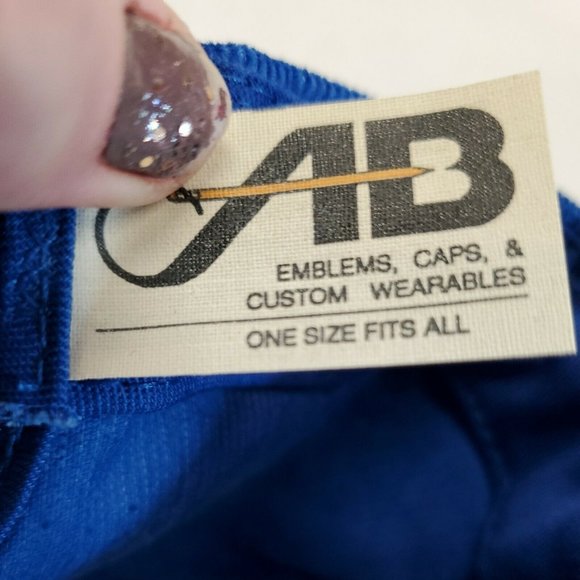 AB
EMBLEMS, CAPS, &
CUSTOM WEARABLES
ONE SIZE FITS ALL